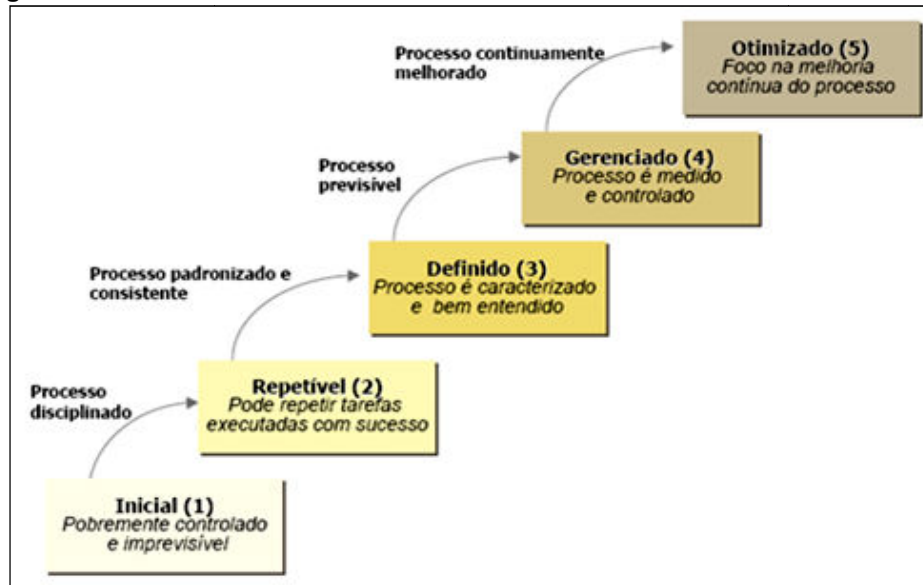 Processo continuamente
melhorado
Otimizado (5)
Foco na melhoria
contínua do processo
Processo
previsível
Gerenciado (4)
Processo é medido
e controlado
Processo padronizado e
consistente
Definido (3)
Processo é caracterizado
e bem entendido
Processo
disciplinado
Repetível (2)
Pode repetir tarefas
executadas com sucesso
Inicial (1)
Pobremente controlado
e imprevisível